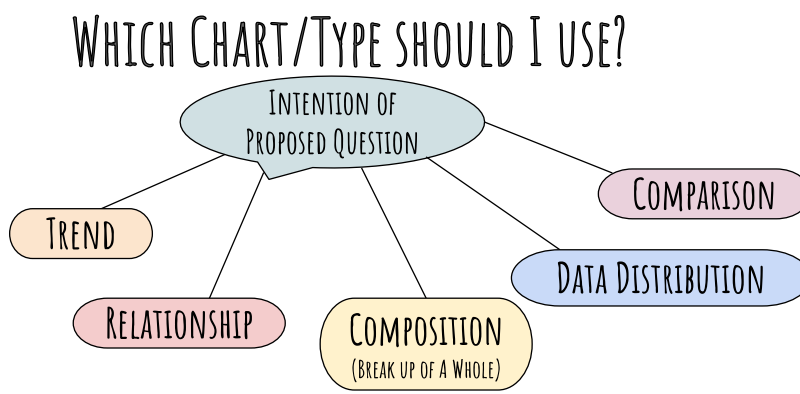 Which Chart/Type should I use?
Intention of
Proposed Question
Comparison
Trend
Data Distribution
Relationship
Composition
(Break up of A Whole)